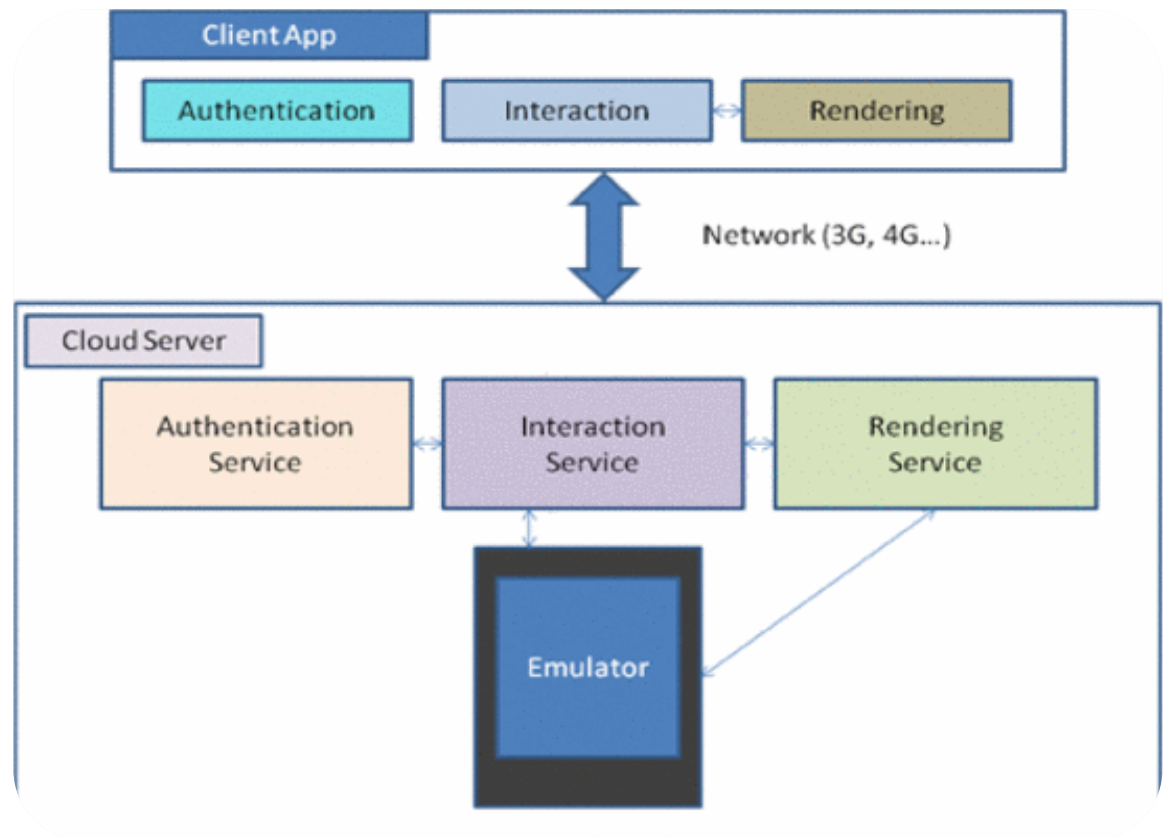 Client App
Authentication
Interaction
Rendering
Network (3G, 4G...)
Cloud Server
Authentication
Service
Interaction
Service
Rendering
Service
Emulator